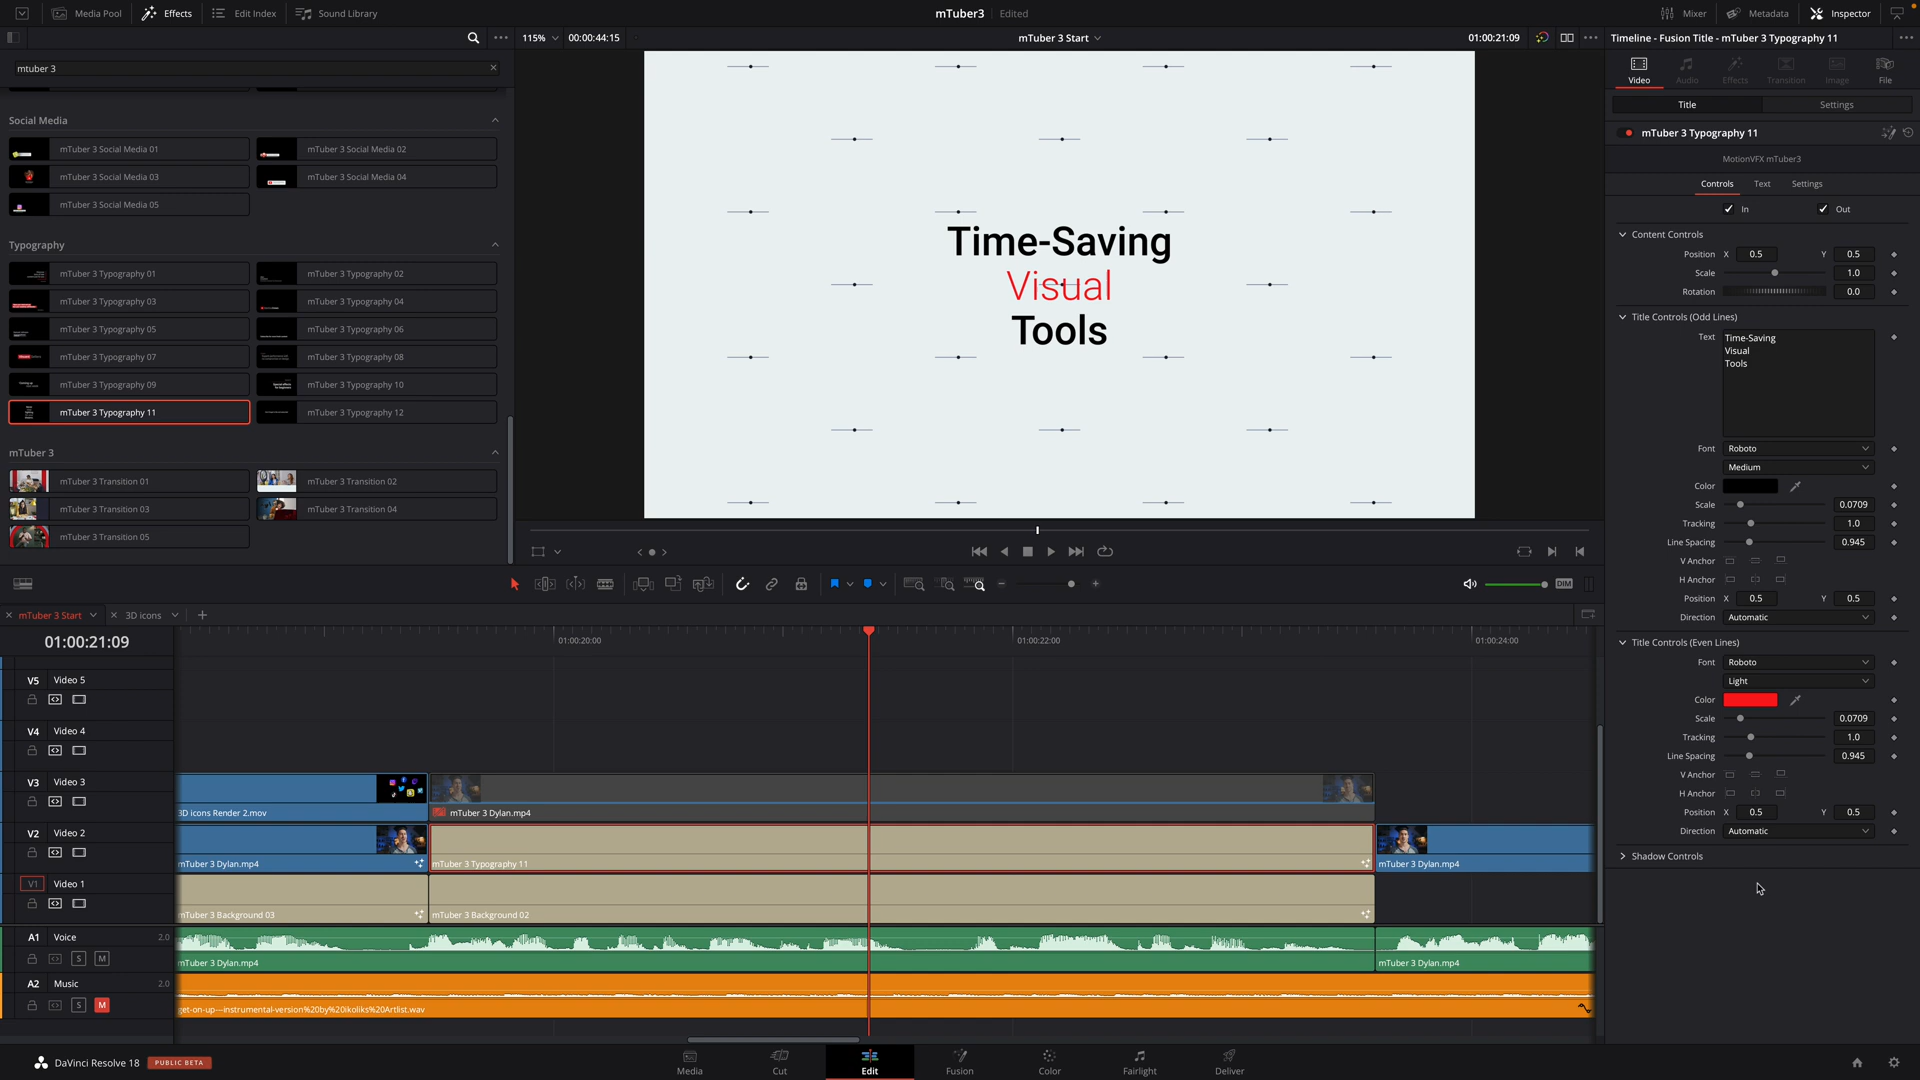 Media Pool
Effects
Edit Index
Sound Library
mTuber3
Edited
Mixer
Metadata
Inspector
115%
00:00:44:15
mTuber 3 Start
01:00:21:09
Timeline - Fusion Title - mTuber 3 Typography 11
mtuber 3
Social Media
mTuber 3 Social Media 01
mTuber 3 Social Media 02
mTuber 3 Social Media 03
mTuber 3 Social Media 04
mTuber 3 Social Media 05
Typography
mTuber 3 Typography 01
mTuber 3 Typography 02
mTuber 3 Typography 03
mTuber 3 Typography 04
mTuber 3 Typography 05
mTuber 3 Typography 06
mTuber 3 Typography 07
mTuber 3 Typography 08
mTuber 3 Typography 09
mTuber 3 Typography 10
mTuber 3 Typography 11
mTuber 3 Typography 12
mTuber 3
mTuber 3 Transition 01
mTuber 3 Transition 02
mTuber 3 Transition 03
mTuber 3 Transition 04
mTuber 3 Transition 05
Time-Saving
Visual
Tools
Video
Audio
Effects
Transition
Image
File
Title
Settings
mTuber 3 Typography 11
MotionVFX mTuber3
Controls
Text
Settings
In
Out
Content Controls
Position X 0.5 Y 0.5
Scale 1.0
Rotation 0.0
Title Controls (Odd Lines)
Text
Time-Saving
Visual
Tools
Font Roboto
Medium
Color
Scale 0.0709
Tracking 1.0
Line Spacing 0.945
V Anchor
H Anchor
Position X 0.5 Y 0.5
Direction Automatic
Title Controls (Even Lines)
Font Roboto
Light
Color
Scale 0.0709
Tracking 1.0
Line Spacing 0.945
V Anchor
H Anchor
Position X 0.5 Y 0.5
Direction Automatic
Shadow Controls
DIM
mTuber 3 Start
3D icons
01:00:21:09
01:00:20:00
01:00:22:00
01:00:24:00
V5 Video 5
V4 Video 4
V3 Video 3
3D icons Render 2.mov
mTuber 3 Dylan.mp4
V2 Video 2
mTuber 3 Dylan.mp4
mTuber 3 Typography 11
mTuber 3 Dylan.mp4
V1 Video 1
mTuber 3 Background 03
mTuber 3 Background 02
A1 Voice 2.0
S M
mTuber 3 Dylan.mp4
mTuber 3 Dylan.mp4
A2 Music 2.0
S M
get-on-up---instrumental-version%20by%20ikoliks%20Artlist.wav
DaVinci Resolve 18
PUBLIC BETA
Media
Cut
Edit
Fusion
Color
Fairlight
Deliver